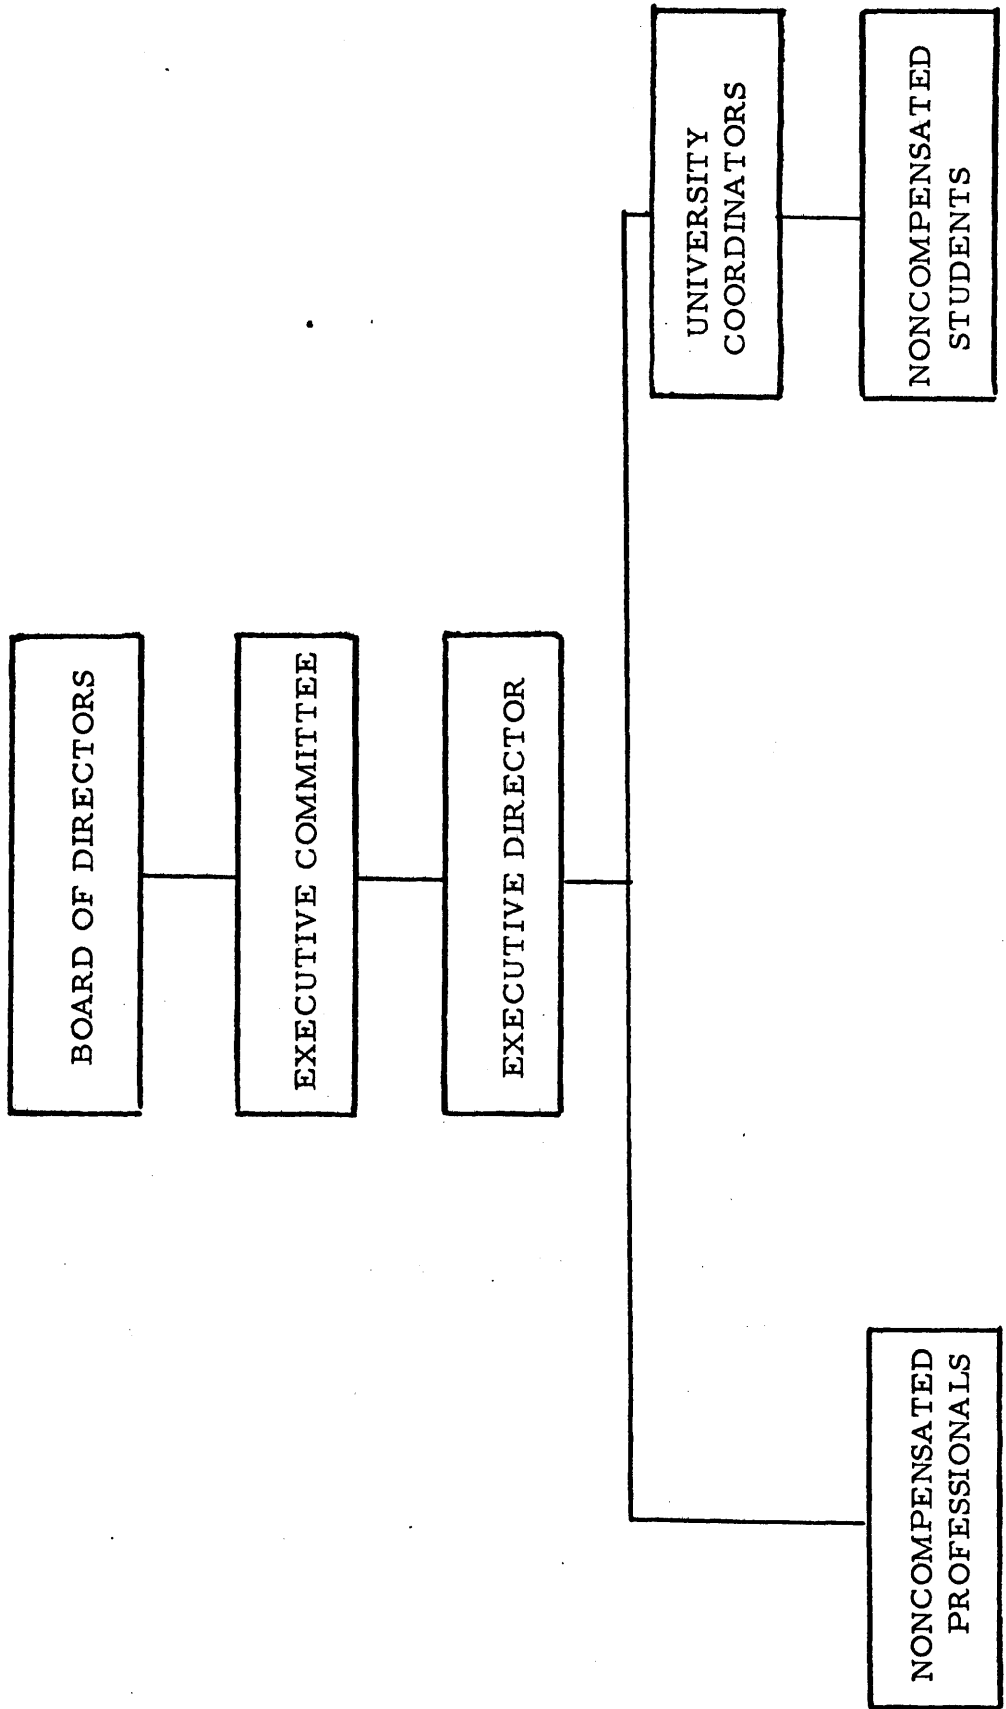 BOARD OF DIRECTORS
EXECUTIVE COMMITTEE
EXECUTIVE DIRECTOR
UNIVERSITY
COORDINATORS
NONCOMPENSATED
PROFESSIONALS
NONCOMPENSATED
STUDENTS